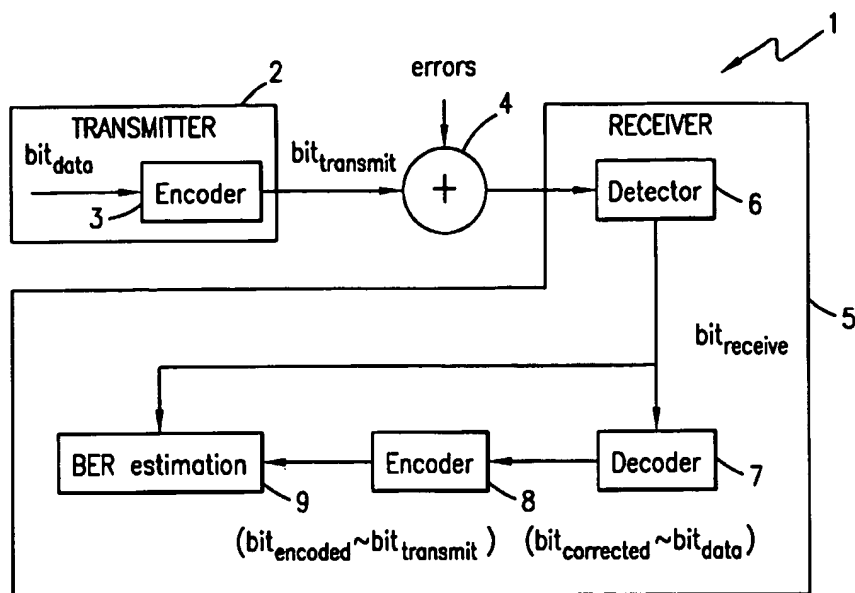 1
errors
2
4
TRANSMITTER
RECEIVER
bit_data
bit_transmit
Encoder
3
+
Detector
6
5
bit_receive
BER estimation
9
Encoder
8
Decoder
7
(bit_encoded~bit_transmit)
(bit_corrected~bit_data)